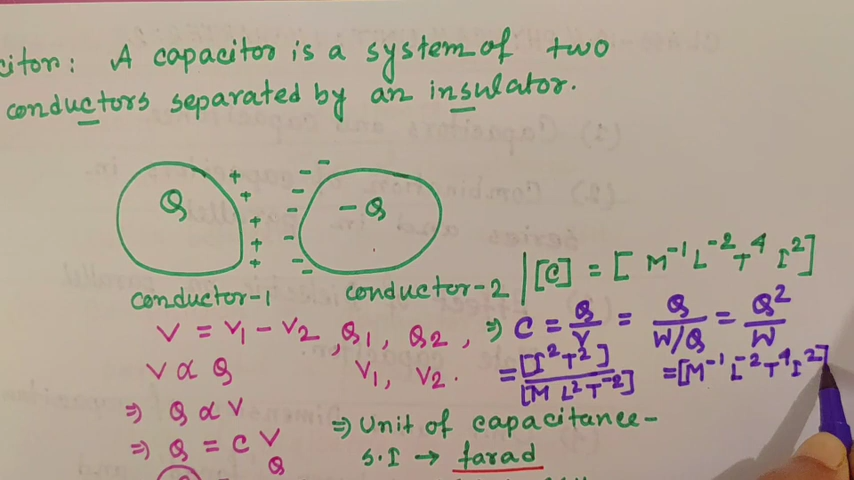 citor: A capacitor is a system of two
conductors separated by an insulator.
Q + + + + + - - - - - - - Q
conductor-1 conductor-2 | [C] = [M⁻¹ L⁻² T⁴ I²]
V = V₁ - V₂, Q₁, Q₂, ⇒ C = Q/V = Q/(W/Q) = Q²/W
V ∝ Q V₁, V₂. = [I² T²]/[M L² T⁻²] = [M⁻¹ L⁻² T⁴ I²]
⇒ Q ∝ V ⇒ Unit of capacitance -
⇒ Q = C V S.I → farad
Q